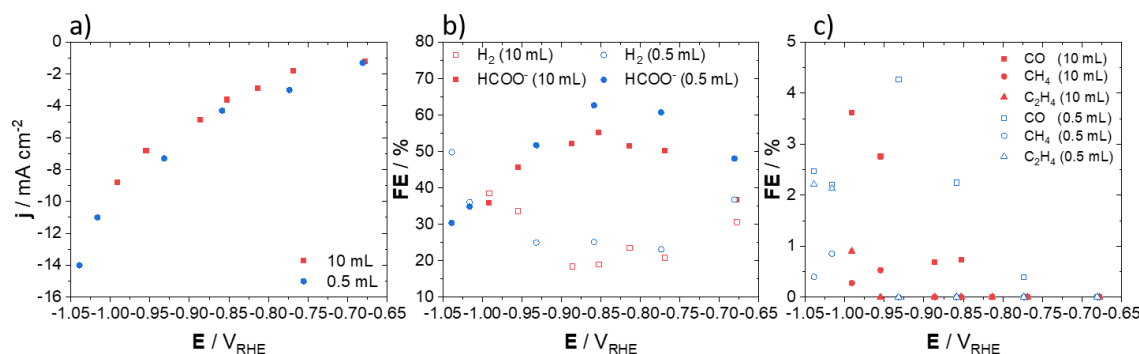 a)
0
-2
-4
-6
-8
-10
-12
-14
-16
j / mA cm⁻²
10 mL
0.5 mL
-1.05 -1.00 -0.95 -0.90 -0.85 -0.80 -0.75 -0.70 -0.65
E / V_RHE
b)
80
70
60
50
40
30
20
10
FE / %
H₂ (10 mL) H₂ (0.5 mL)
HCOO⁻ (10 mL) HCOO⁻ (0.5 mL)
-1.05 -1.00 -0.95 -0.90 -0.85 -0.80 -0.75 -0.70 -0.65
E / V_RHE
c)
5
4
3
2
1
0
FE / %
CO (10 mL)
CH₄ (10 mL)
C₂H₄ (10 mL)
CO (0.5 mL)
CH₄ (0.5 mL)
C₂H₄ (0.5 mL)
-1.05 -1.00 -0.95 -0.90 -0.85 -0.80 -0.75 -0.70 -0.65
E / V_RHE